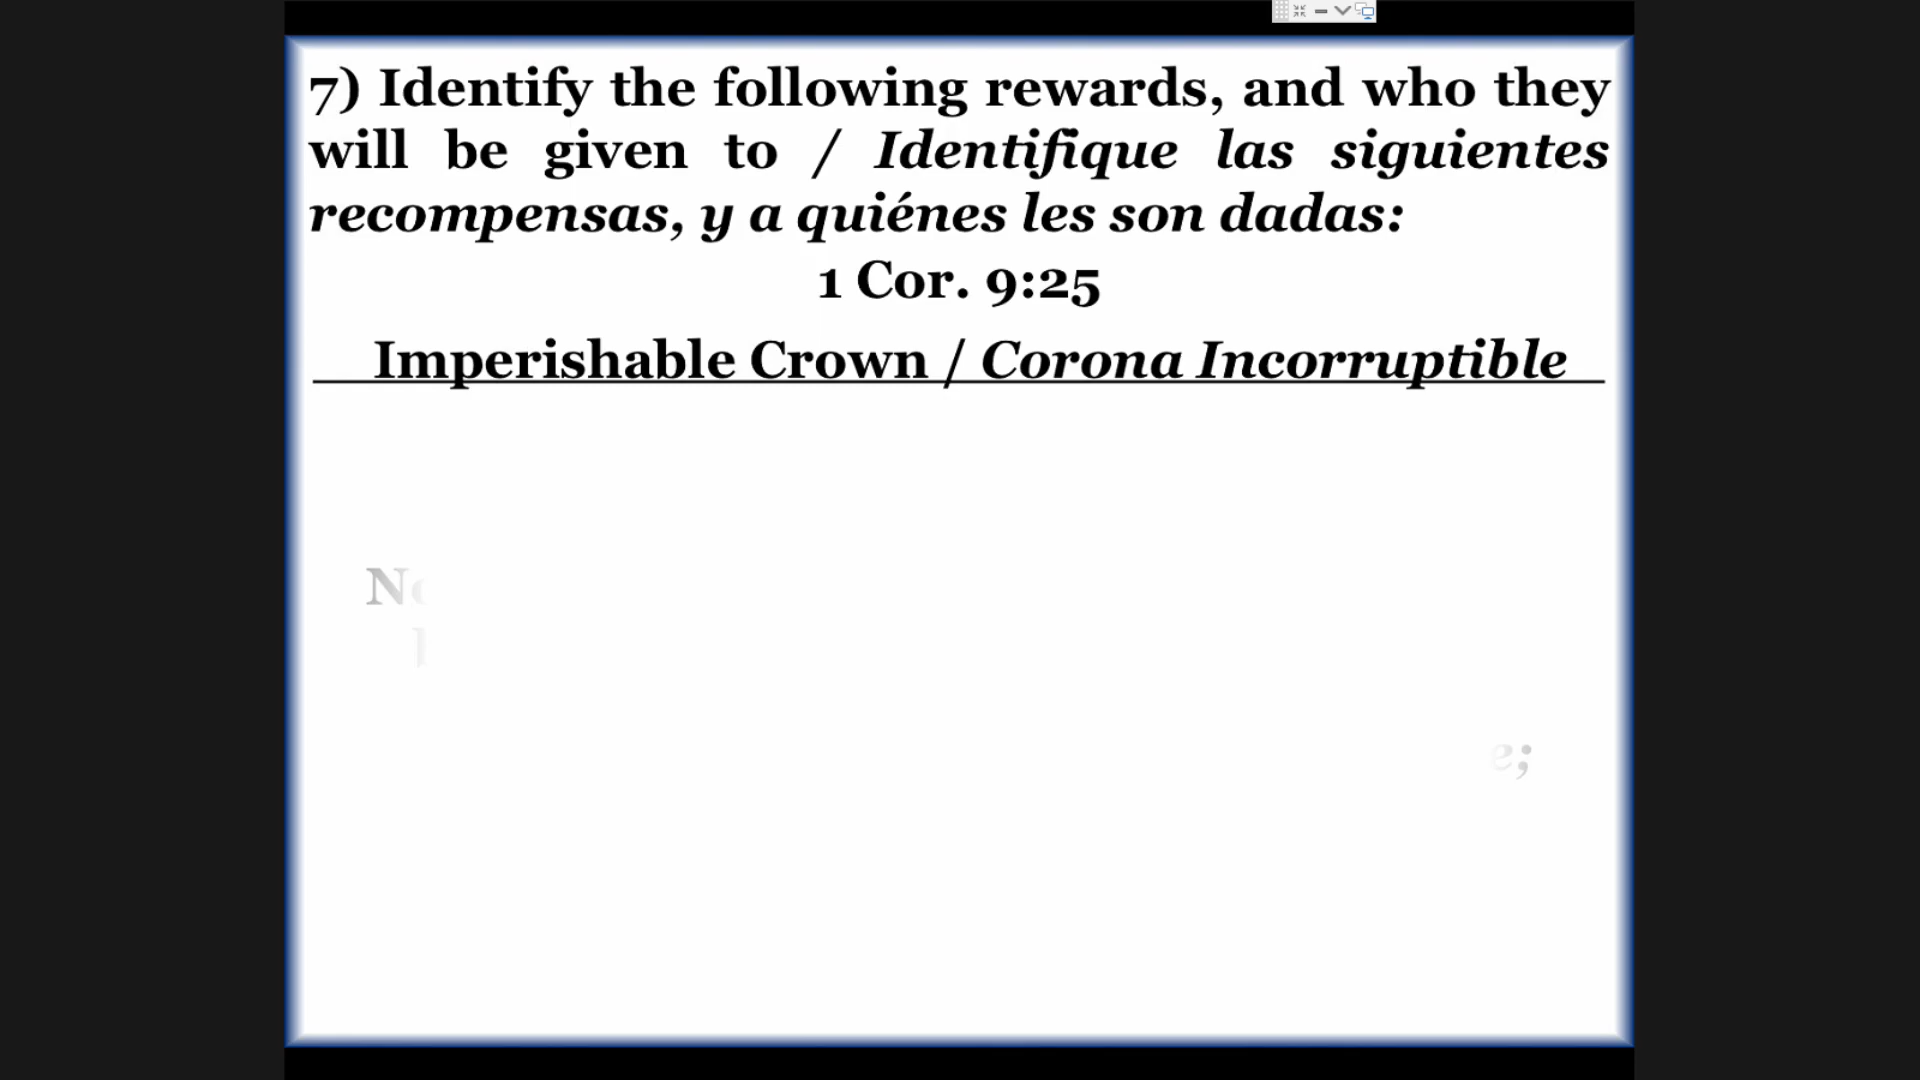 7) Identify the following rewards, and who they
will be given to / Identifique las siguientes
recompensas, y a quiénes les son dadas:
1 Cor. 9:25
Imperishable Crown / Corona Incorruptible